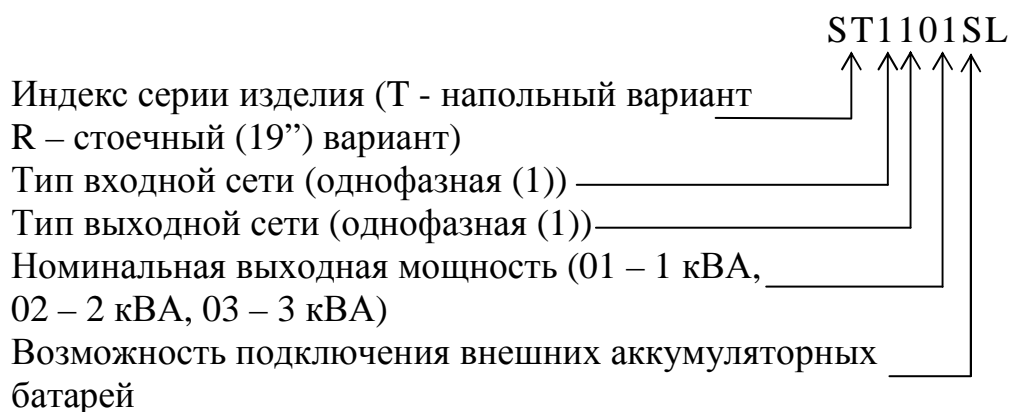 ST1101SL
Индекс серии изделия (Т - напольный вариант
R – стоечный (19”) вариант)
Тип входной сети (однофазная (1))
Тип выходной сети (однофазная (1))
Номинальная выходная мощность (01 – 1 кВА,
02 – 2 кВА, 03 – 3 кВА)
Возможность подключения внешних аккумуляторных
батарей